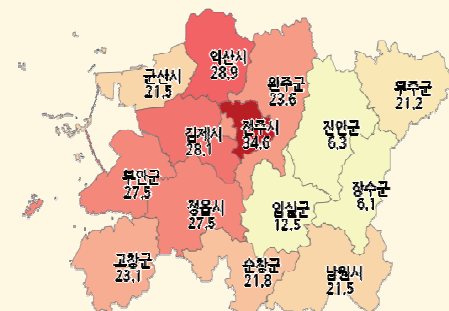 익산시
28.9
군산시
21.5
완주군
23.6
무주군
21.2
전주시
34.6
김제시
28.1
진안군
6.3
부안군
27.5
장수군
6.1
정읍시
27.5
임실군
12.5
고창군
23.1
순창군
21.8
남원시
21.5